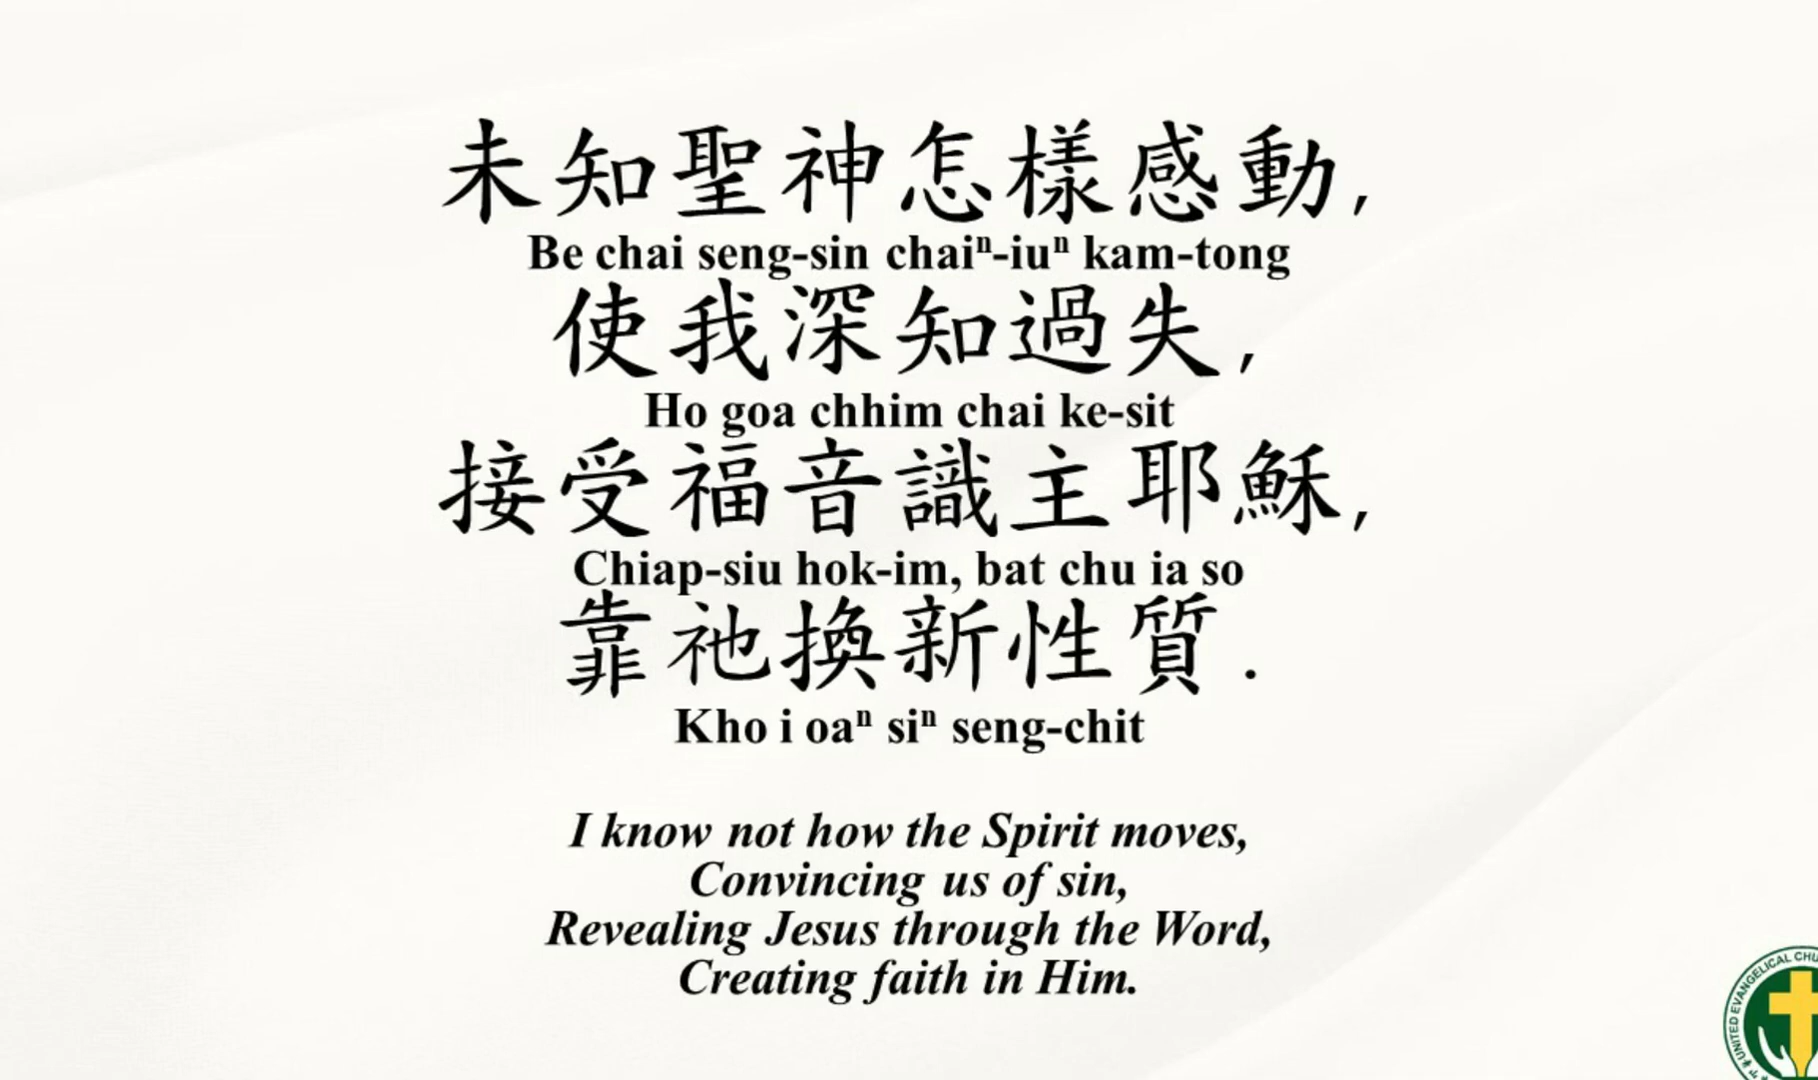 未知聖神怎樣感動,
Be chai seng-sin chaiⁿ-iuⁿ kam-tong
使我深知過失,
Ho goa chhim chai ke-sit
接受福音識主耶穌,
Chiap-siu hok-im, bat chu ia so
靠祂換新性質.
Kho i oaⁿ siⁿ seng-chit
I know not how the Spirit moves,
Convincing us of sin,
Revealing Jesus through the Word,
Creating faith in Him.
UNITED EVANGELICAL